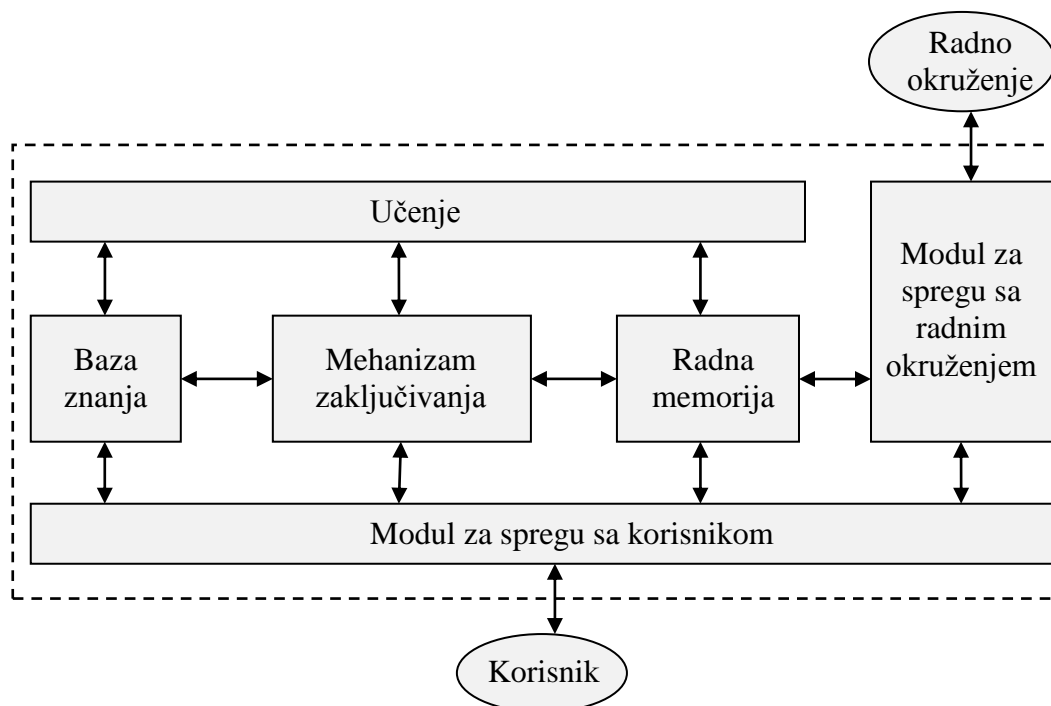 Radno
okruženje
Učenje
Modul za
spregu sa
radnim
okruženjem
Baza
znanja
Mehanizam
zaključivanja
Radna
memorija
Modul za spregu sa korisnikom
Korisnik